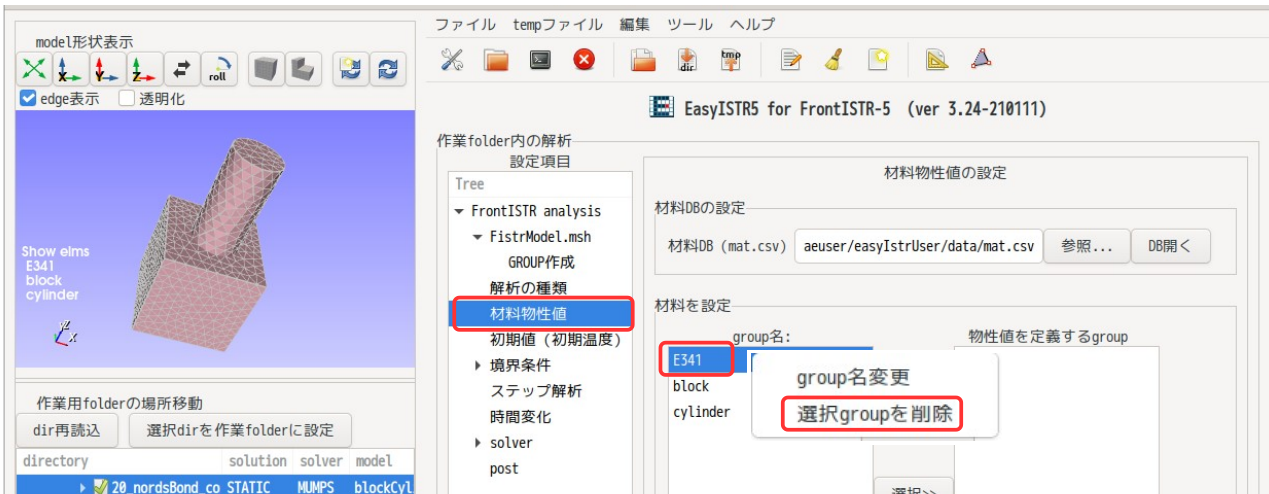 model形状表示
roll
edge表示 透明化
Show elms
E341
block
cylinder
作業用folderの場所移動
dir再読込 選択dirを作業folderに設定
directory solution solver model
20_nordsBond_co STATIC MUMPS blockCyl
ファイル tempファイル 編集 ツール ヘルプ
EasyISTR5 for FrontISTR-5 (ver 3.24-210111)
作業folder内の解析
設定項目
Tree
FrontISTR analysis
FistrModel.msh
GROUP作成
解析の種類
材料物性値
初期値 (初期温度)
境界条件
ステップ解析
時間変化
solver
post
材料物性値の設定
材料DBの設定
材料DB (mat.csv) aeuser/easyIstrUser/data/mat.csv 参照... DB開く
材料を設定
group名: 物性値を定義するgroup
E341
block
cylinder
group名変更
選択groupを削除
選択>>